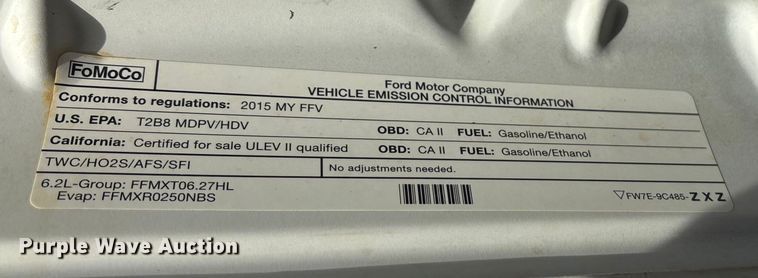 FoMoCo
Ford Motor Company
VEHICLE EMISSION CONTROL INFORMATION
Conforms to regulations: 2015 MY FFV
U.S. EPA: T2B8 MDPV/HDV OBD: CA II FUEL: Gasoline/Ethanol
California: Certified for sale ULEV II qualified OBD: CA II FUEL: Gasoline/Ethanol
TWC/HO2S/AFS/SFI No adjustments needed.
6.2L-Group: FFMXT06.27HL
Evap: FFMXR0250NBS
FW7E-9C485-ZXZ
Purple Wave Auction